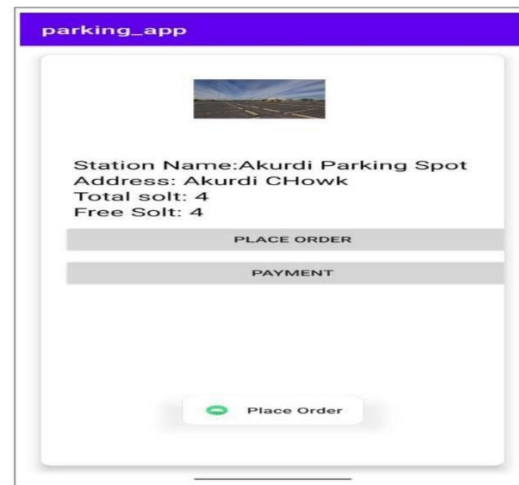 parking_app
Station Name:Akurdi Parking Spot
Address: Akurdi CHowk
Total solt: 4
Free Solt: 4
PLACE ORDER
PAYMENT
Place Order